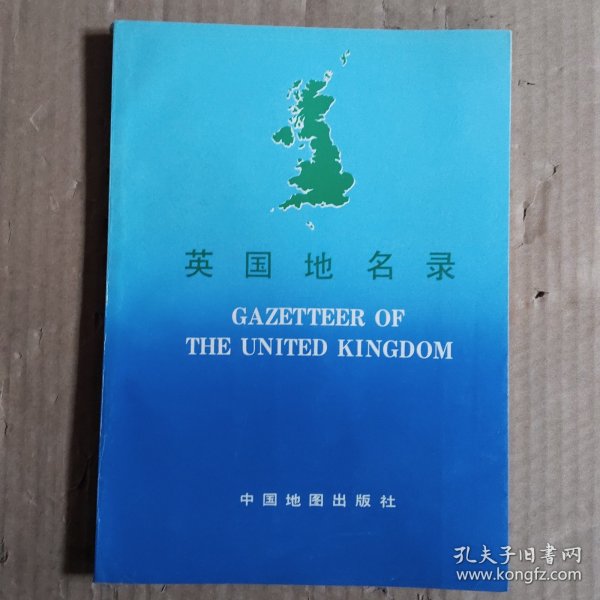 英国地名录
GAZETTEER OF
THE UNITED KINGDOM
中国地图出版社
孔夫子旧书网
www.kongfz.com